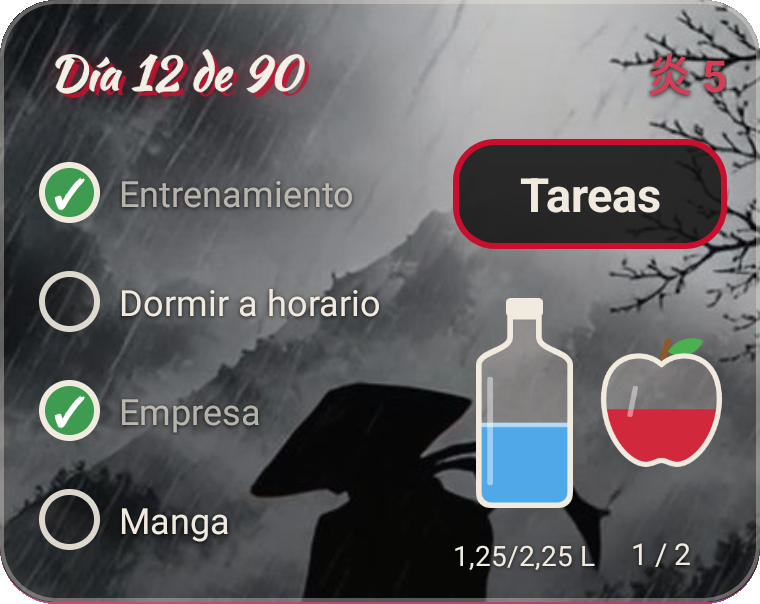 Día 12 de 90
炎 5
Entrenamiento
Tareas
Dormir a horario
Empresa
Manga
1,25/2,25 L
1 / 2